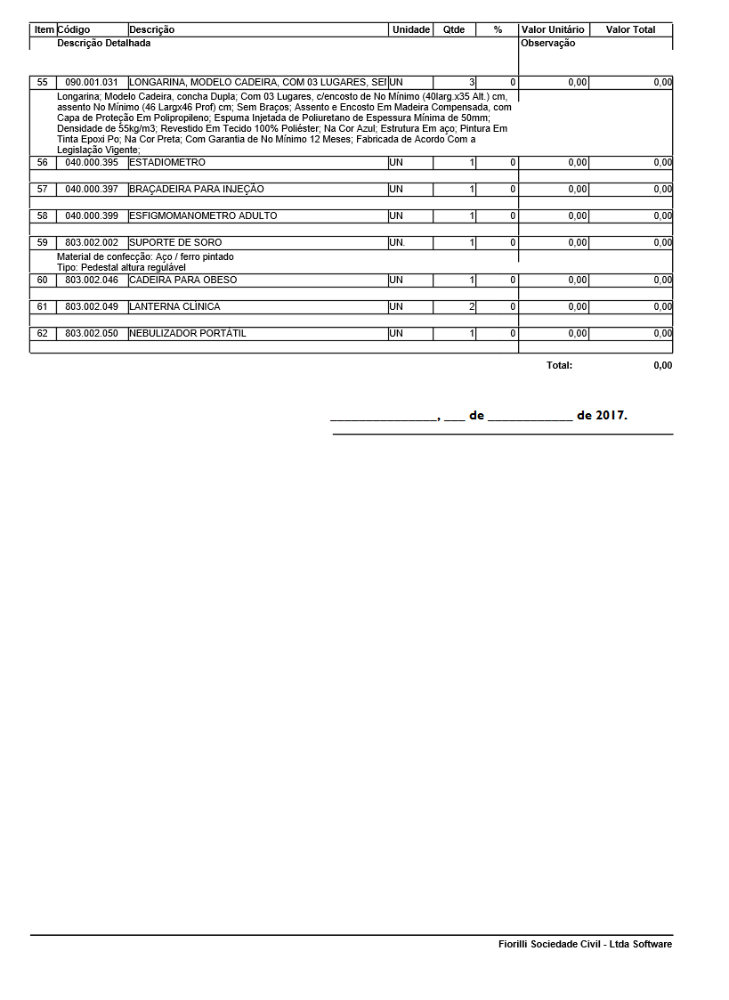 Item Código Descrição Unidade Qtde % Valor Unitário Valor Total
Descrição Detalhada Observação
55 090.001.031 LONGARINA, MODELO CADEIRA, COM 03 LUGARES, SEI UN 3 0 0,00 0,00
Longarina; Modelo Cadeira, concha Dupla; Com 03 Lugares, c/encosto de No Mínimo (40larg.x35 Alt.) cm,
assento No Mínimo (46 Largx46 Prof) cm; Sem Braços; Assento e Encosto Em Madeira Compensada, com
Capa de Proteção Em Polipropileno; Espuma Injetada de Poliuretano de Espessura Mínima de 50mm;
Densidade de 55kg/m3; Revestido Em Tecido 100% Poliéster; Na Cor Azul; Estrutura Em aço; Pintura Em
Tinta Epoxi Po; Na Cor Preta; Com Garantia de No Mínimo 12 Meses; Fabricada de Acordo Com a
Legislação Vigente;
56 040.000.395 ESTADIOMETRO UN 1 0 0,00 0,00
57 040.000.397 BRAÇADEIRA PARA INJEÇÃO UN 1 0 0,00 0,00
58 040.000.399 ESFIGMOMANOMETRO ADULTO UN 1 0 0,00 0,00
59 803.002.002 SUPORTE DE SORO UN. 1 0 0,00 0,00
Material de confecção: Aço / ferro pintado
Tipo: Pedestal altura regulável
60 803.002.046 CADEIRA PARA OBESO UN 1 0 0,00 0,00
61 803.002.049 LANTERNA CLÍNICA UN 2 0 0,00 0,00
62 803.002.050 NEBULIZADOR PORTÁTIL UN 1 0 0,00 0,00
Total: 0,00
_______________, ___ de ____________ de 2017.
Fiorilli Sociedade Civil - Ltda Software